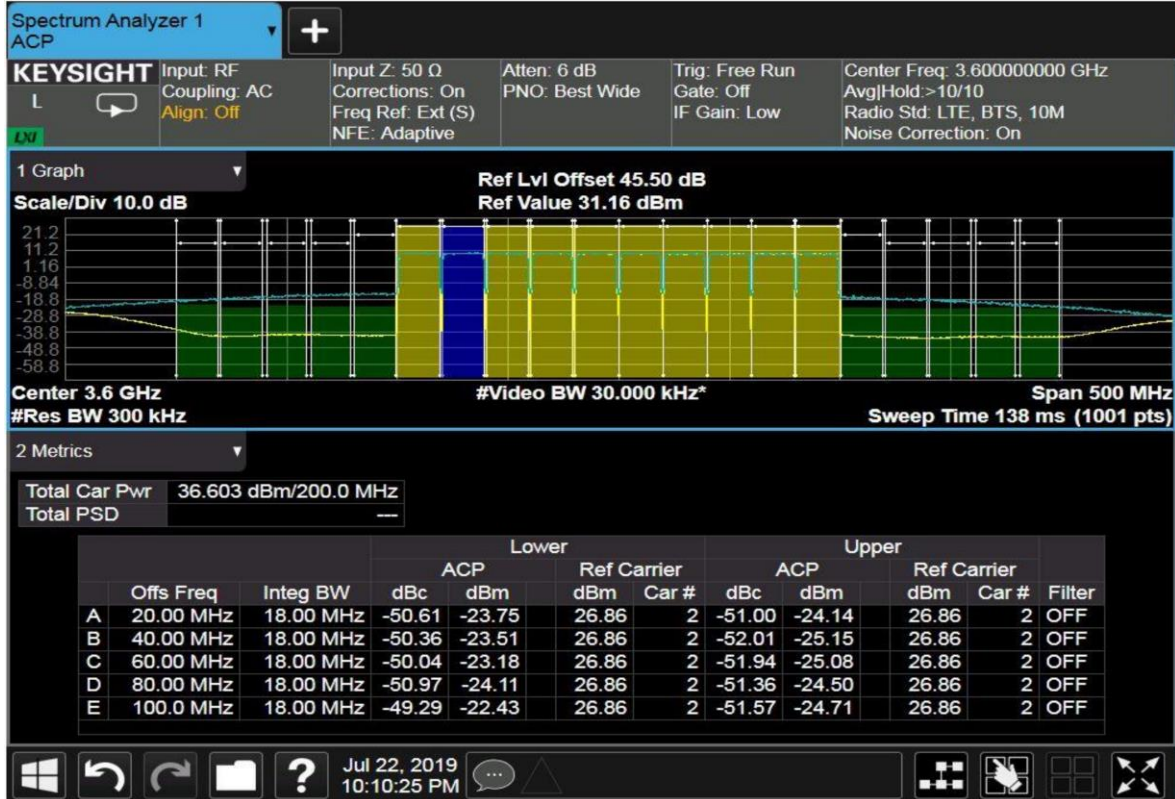 Spectrum Analyzer 1
ACP
+
KEYSIGHT
L
LXI
Input: RF
Coupling: AC
Align: Off
Input Z: 50 Ω
Corrections: On
Freq Ref: Ext (S)
NFE: Adaptive
Atten: 6 dB
PNO: Best Wide
Trig: Free Run
Gate: Off
IF Gain: Low
Center Freq: 3.600000000 GHz
Avg|Hold:>10/10
Radio Std: LTE, BTS, 10M
Noise Correction: On
1 Graph
Scale/Div 10.0 dB
Ref Lvl Offset 45.50 dB
Ref Value 31.16 dBm
21.2
11.2
1.16
-8.84
-18.8
-28.8
-38.8
-48.8
-58.8
Center 3.6 GHz
#Video BW 30.000 kHz*
Span 500 MHz
#Res BW 300 kHz
Sweep Time 138 ms (1001 pts)
2 Metrics
Total Car Pwr 36.603 dBm/200.0 MHz
Total PSD ---
Lower Upper
ACP Ref Carrier ACP Ref Carrier
Offs Freq Integ BW dBc dBm dBm Car # dBc dBm dBm Car # Filter
A 20.00 MHz 18.00 MHz -50.61 -23.75 26.86 2 -51.00 -24.14 26.86 2 OFF
B 40.00 MHz 18.00 MHz -50.36 -23.51 26.86 2 -52.01 -25.15 26.86 2 OFF
C 60.00 MHz 18.00 MHz -50.04 -23.18 26.86 2 -51.94 -25.08 26.86 2 OFF
D 80.00 MHz 18.00 MHz -50.97 -24.11 26.86 2 -51.36 -24.50 26.86 2 OFF
E 100.0 MHz 18.00 MHz -49.29 -22.43 26.86 2 -51.57 -24.71 26.86 2 OFF
?
Jul 22, 2019
10:10:25 PM